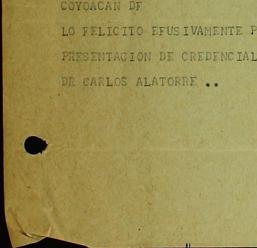 COYOACAN DF
LO FELICITO EFUSIVAMENTE P
PRESENTACION DE CREDENCIAL
DE CARLOS ALATORRE ..